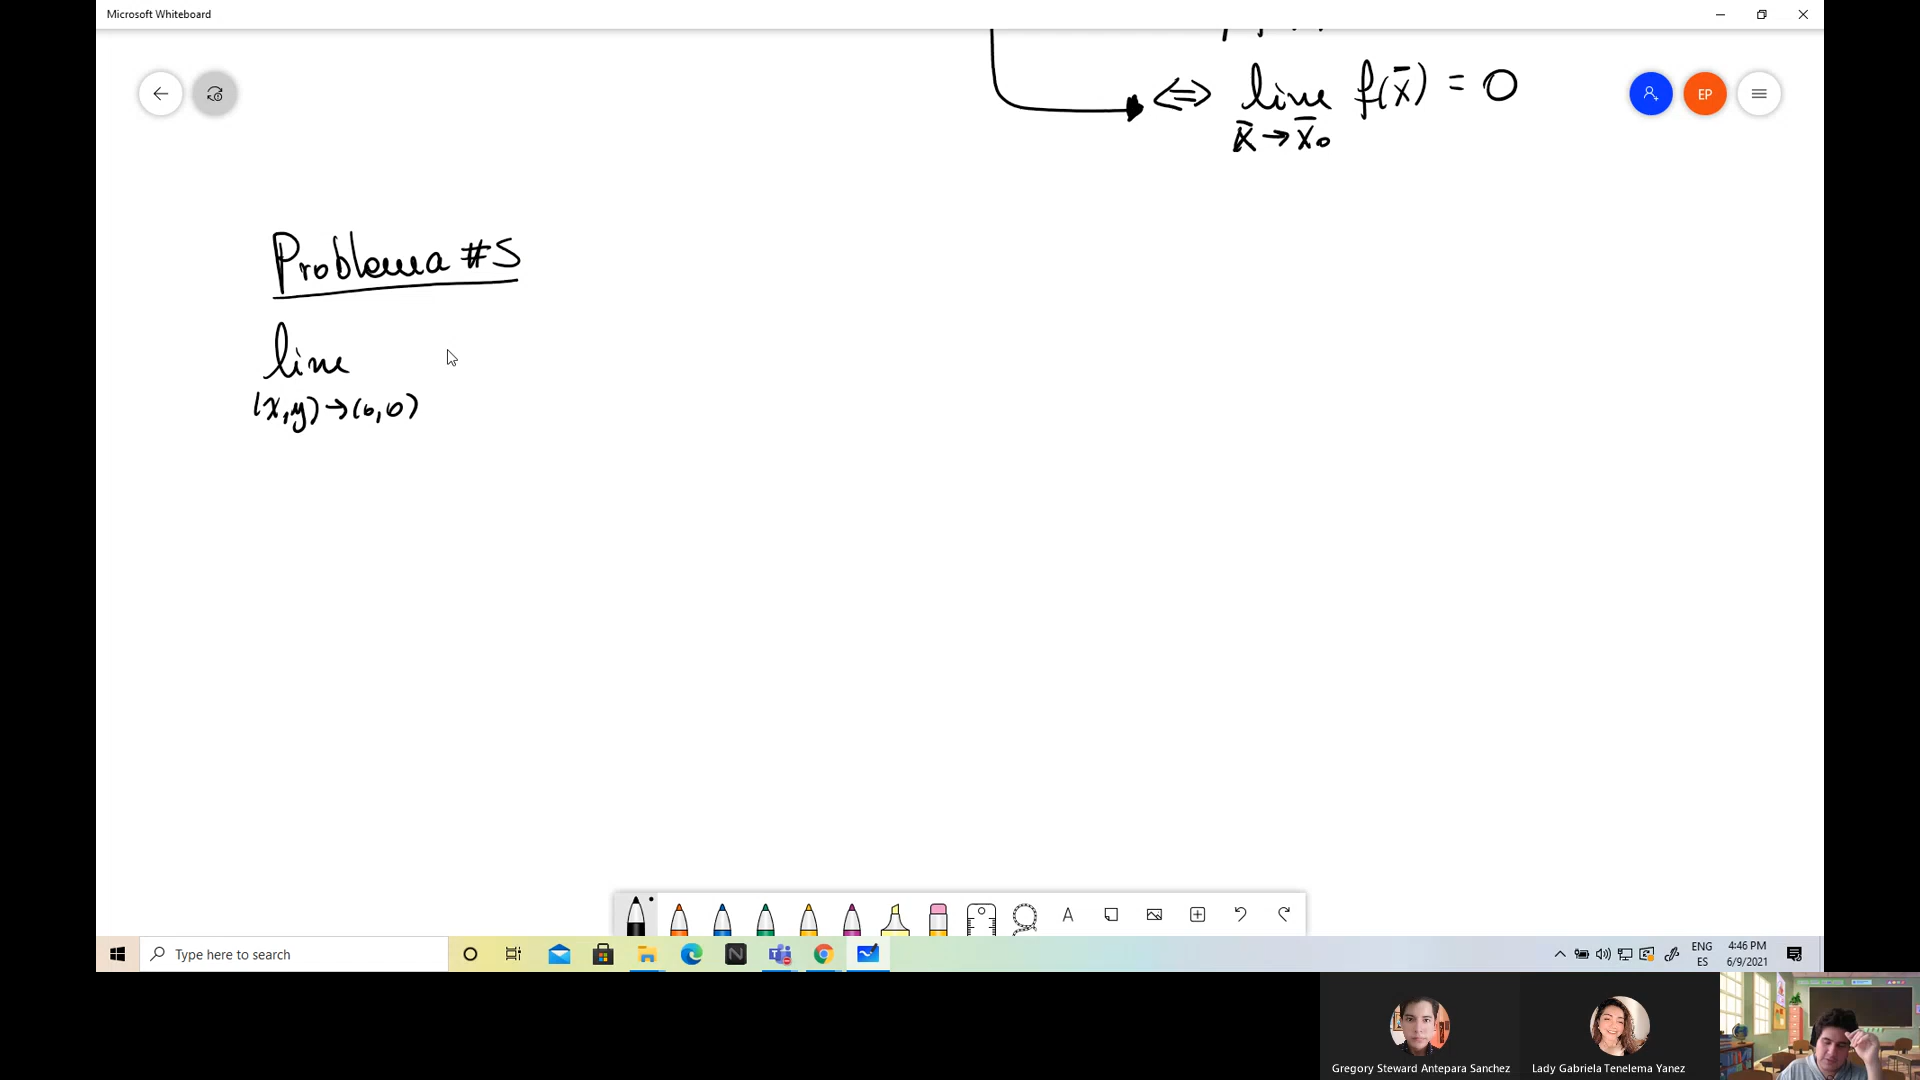 Microsoft Whiteboard
⇔ lim f(x̄) = 0
x̄ → x̄₀
EP
Problema #5
lim
(x,y) → (0,0)
A
Type here to search
N
ENG
ES
4:46 PM
6/9/2021
Gregory Steward Antepara Sanchez
Lady Gabriela Tenelema Yanez